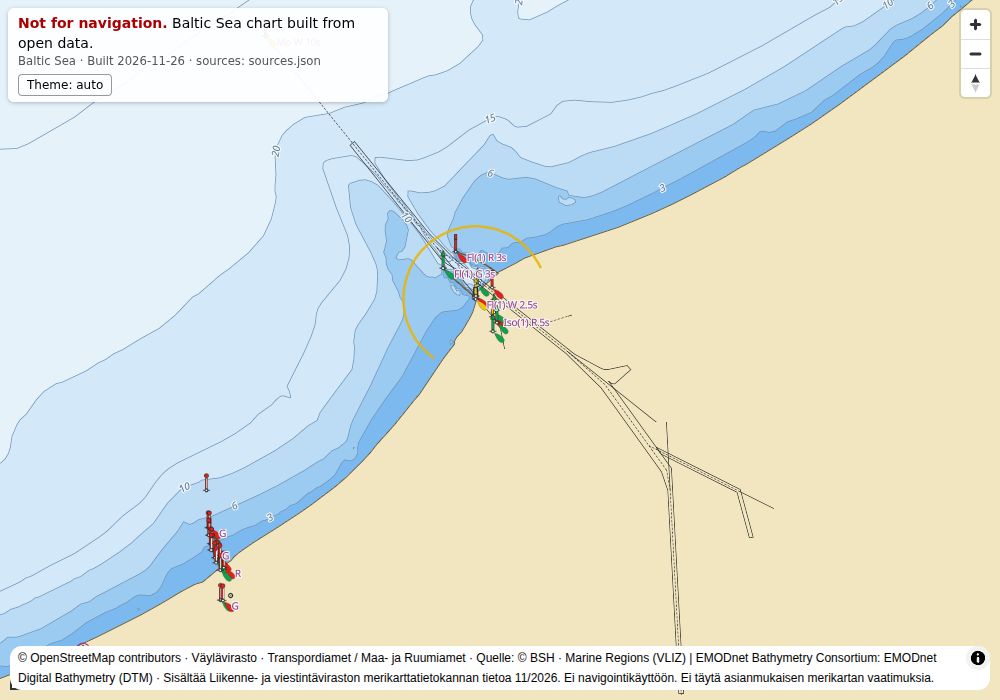 Not for navigation. Baltic Sea chart built from
open data.
Baltic Sea · Built 2026-11-26 · sources: sources.json
Theme: auto
15
10
6
3
20
15
6
3
10
Fl(1) R 3s
Fl(1) G 3s
Fl(1) W 2.5s
Iso(1) R 5s
10
6
3
G
G
R
G
© OpenStreetMap contributors · Väylävirasto · Transpordiamet / Maa- ja Ruumiamet · Quelle: © BSH · Marine Regions (VLIZ) | EMODnet Bathymetry Consortium: EMODnet
Digital Bathymetry (DTM) · Sisältää Liikenne- ja viestintäviraston merikarttatietokannan tietoa 11/2026. Ei navigointikäyttöön. Ei täytä asianmukaisen merikartan vaatimuksia.